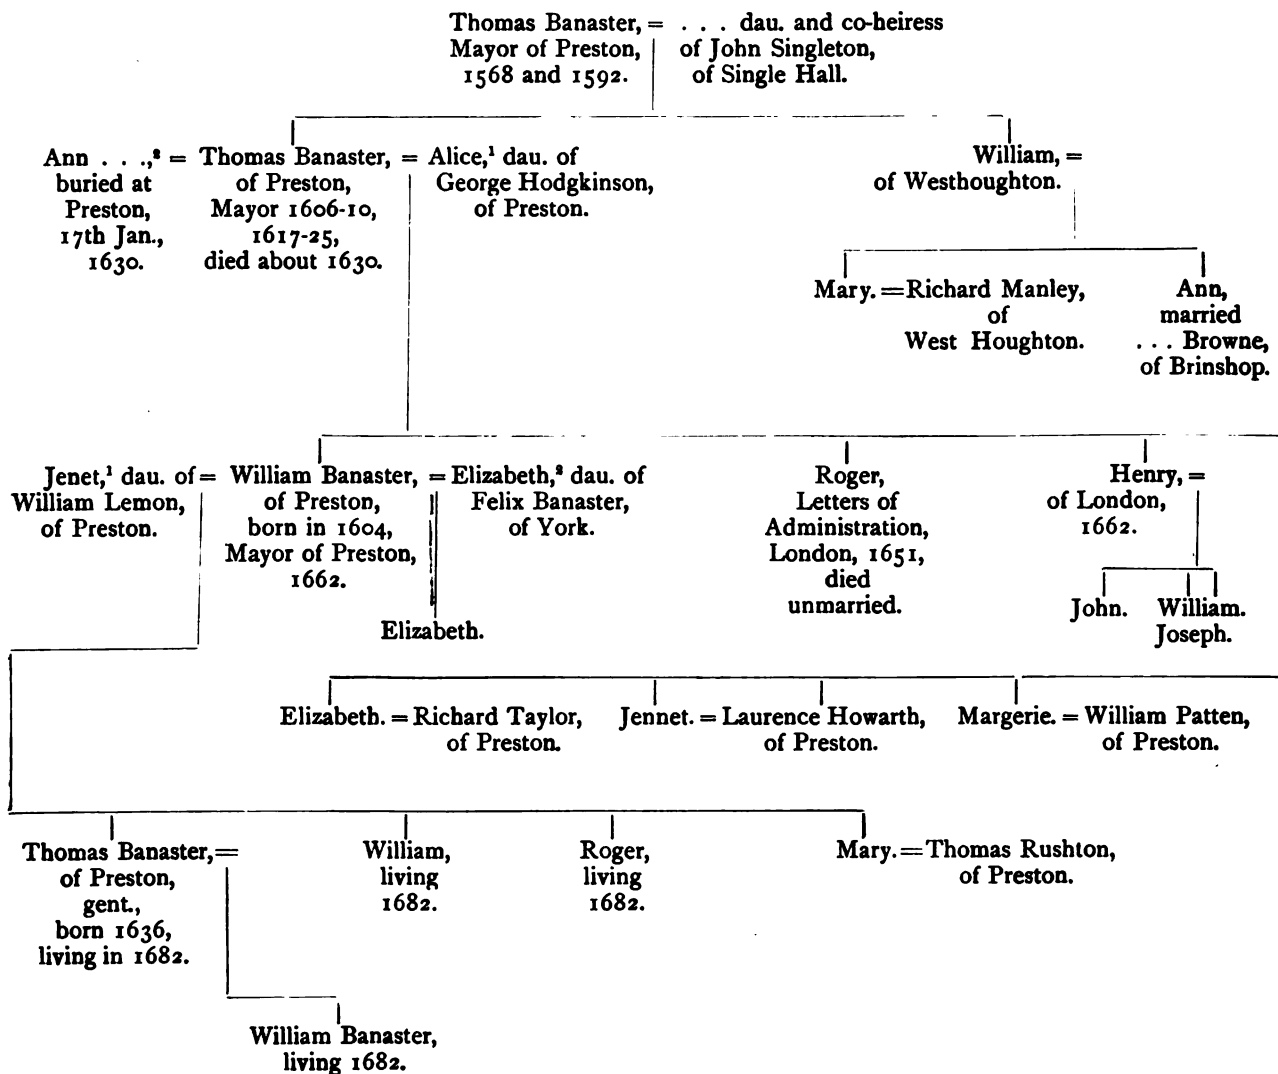 Thomas Banaster, = . . . dau. and co-heiress
Mayor of Preston, of John Singleton,
1568 and 1592. of Single Hall.
Ann . . .,² = Thomas Banaster, = Alice,¹ dau. of
buried at of Preston, George Hodgkinson,
Preston, Mayor 1606-10, of Preston.
17th Jan., 1617-25,
1630. died about 1630.
William, =
of Westhoughton.
Mary. = Richard Manley,
of
West Houghton.
Ann,
married
. . . Browne,
of Brinshop.
Jenet,¹ dau. of = William Banaster, = Elizabeth,² dau. of
William Lemon, of Preston, Felix Banaster,
of Preston. born in 1604, of York.
Mayor of Preston,
1662.
Elizabeth.
Roger,
Letters of
Administration,
London, 1651,
died
unmarried.
Henry, =
of London,
1662.
John. William.
Joseph.
Elizabeth. = Richard Taylor,
of Preston.
Jennet. = Laurence Howarth,
of Preston.
Margerie. = William Patten,
of Preston.
Thomas Banaster, =
of Preston,
gent.,
born 1636,
living in 1682.
William,
living
1682.
Roger,
living
1682.
Mary. = Thomas Rushton,
of Preston.
William Banaster,
living 1682.